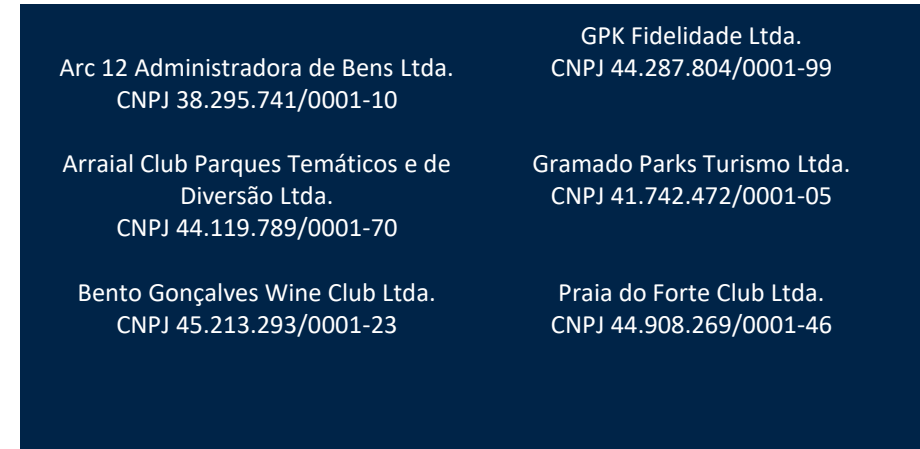 Arc 12 Administradora de Bens Ltda.
CNPJ 38.295.741/0001-10
Arraial Club Parques Temáticos e de
Diversão Ltda.
CNPJ 44.119.789/0001-70
Bento Gonçalves Wine Club Ltda.
CNPJ 45.213.293/0001-23
GPK Fidelidade Ltda.
CNPJ 44.287.804/0001-99
Gramado Parks Turismo Ltda.
CNPJ 41.742.472/0001-05
Praia do Forte Club Ltda.
CNPJ 44.908.269/0001-46